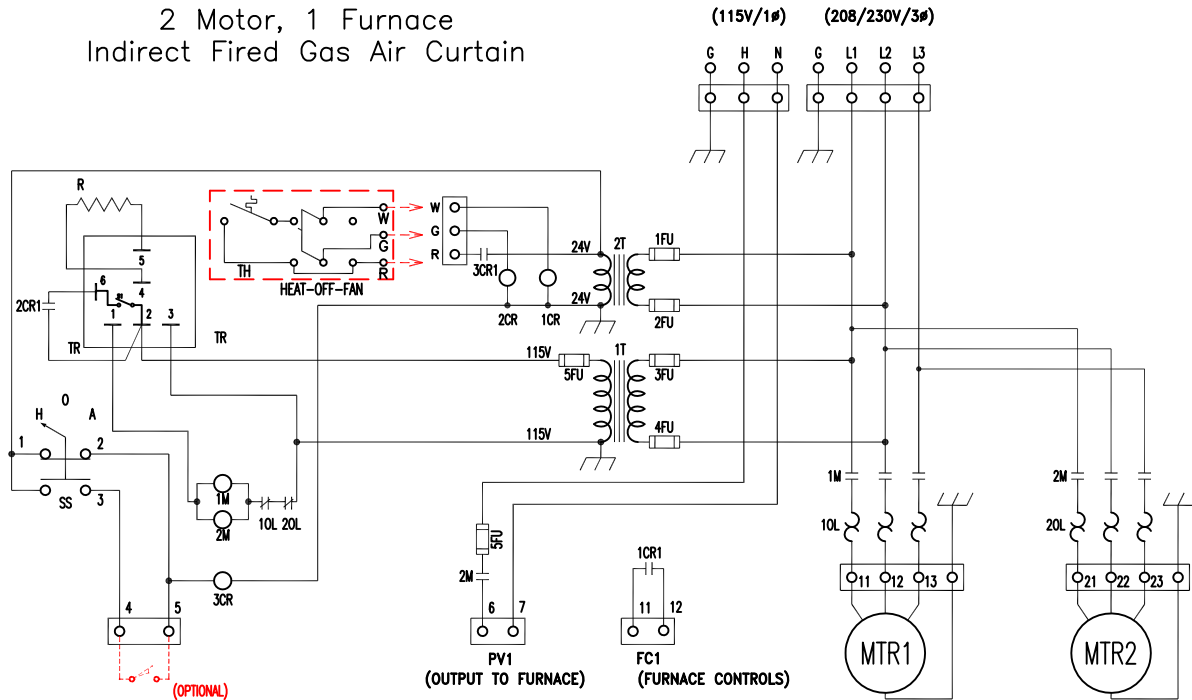 2 Motor, 1 Furnace
Indirect Fired Gas Air Curtain
(115V/1ø) (208/230V/3ø)
G H N G L1 L2 L3
R
5
4
6
2CR1
1 2 3
TR
TR
W
G
R
TH
HEAT-OFF-FAN
W
G
R
3CR1
2CR 1CR
24V
24V
2T
1FU
2FU
115V
5FU
1T
3FU
115V
4FU
H O A
1 2
3
SS
1M
2M
1OL 2OL
3CR
4 5
(OPTIONAL)
5FU
2M
6 7
PV1
(OUTPUT TO FURNACE)
1CR1
11 12
FC1
(FURNACE CONTROLS)
1M
1OL
11 12 13
MTR1
2M
2OL
21 22 23
MTR2